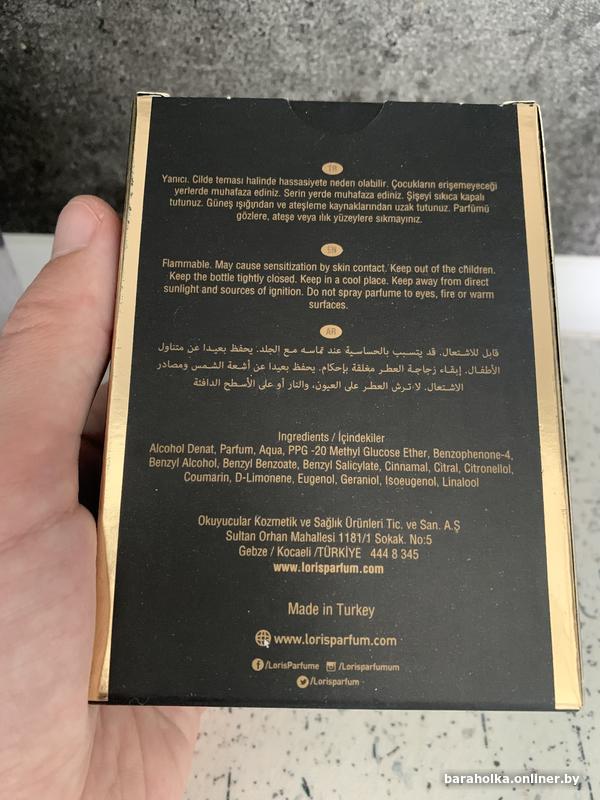 TR
Yanıcı. Cilde teması halinde hassasiyete neden olabilir. Çocukların erişemeyeceği
yerlerde muhafaza ediniz. Serin yerde muhafaza ediniz. Şişeyi sıkıca kapalı
tutunuz. Güneş ışığından ve ateşleme kaynaklarından uzak tutunuz. Parfümü
gözlere, ateşe veya ılık yüzeylere sıkmayınız.
EN
Flammable. May cause sensitization by skin contact. Keep out of the children.
Keep the bottle tightly closed. Keep in a cool place. Keep away from direct
sunlight and sources of ignition. Do not spray parfume to eyes, fire or warm
surfaces.
AR
قابل للاشتعال. قد يتسبب بالحساسية عند تماسه مع الجلد. يحفظ بعيدا عن متناول
الأطفال. إبقاء زجاجة العطر مغلقة بإحكام. يحفظ بعيدا عن أشعة الشمس ومصادر
الاشتعال. لا ترش العطر على العيون، والنار أو على الأسطح الدافئة
Ingredients / İçindekiler
Alcohol Denat, Parfum, Aqua, PPG -20 Methyl Glucose Ether, Benzophenone-4,
Benzyl Alcohol, Benzyl Benzoate, Benzyl Salicylate, Cinnamal, Citral, Citronellol,
Coumarin, D-Limonene, Eugenol, Geraniol, Isoeugenol, Linalool
Okuyucular Kozmetik ve Sağlık Ürünleri Tic. ve San. A.Ş
Sultan Orhan Mahallesi 1181/1 Sokak. No:5
Gebze / Kocaeli /TÜRKİYE 444 8 345
www.lorisparfum.com
Made in Turkey
www.lorisparfum.com
/LorisParfume /Lorisparfumum
/Lorisparfum
baraholka.onliner.by